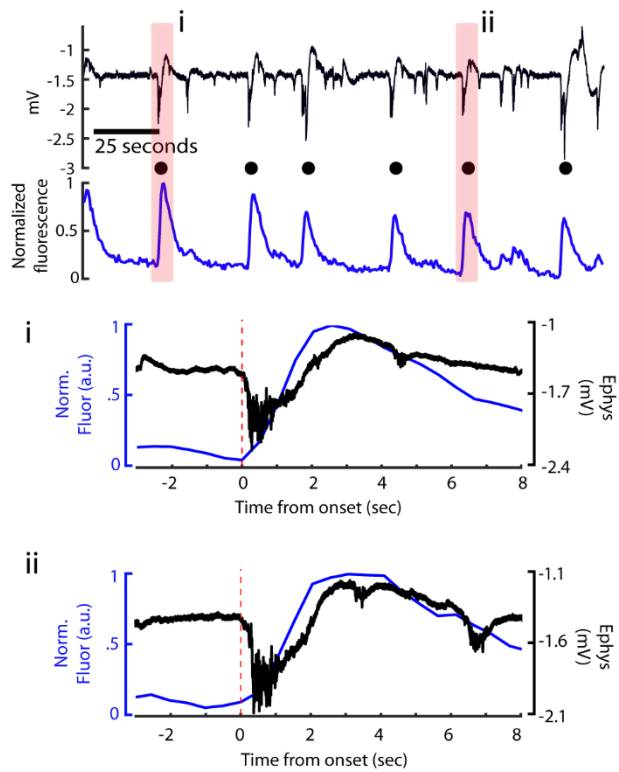 i
ii
-1
-1.5
-2
-2.5
-3
mV
25 seconds
1
0.5
0
Normalized
fluorescence
i
1
.5
0
Norm.
Fluor (a.u.)
-1
-1.7
-2.4
Ephys
(mV)
-2 0 2 4 6 8
Time from onset (sec)
ii
1
.5
0
Norm.
Fluor (a.u.)
-1.1
-1.6
-2.1
Ephys
(mV)
-2 0 2 4 6 8
Time from onset (sec)